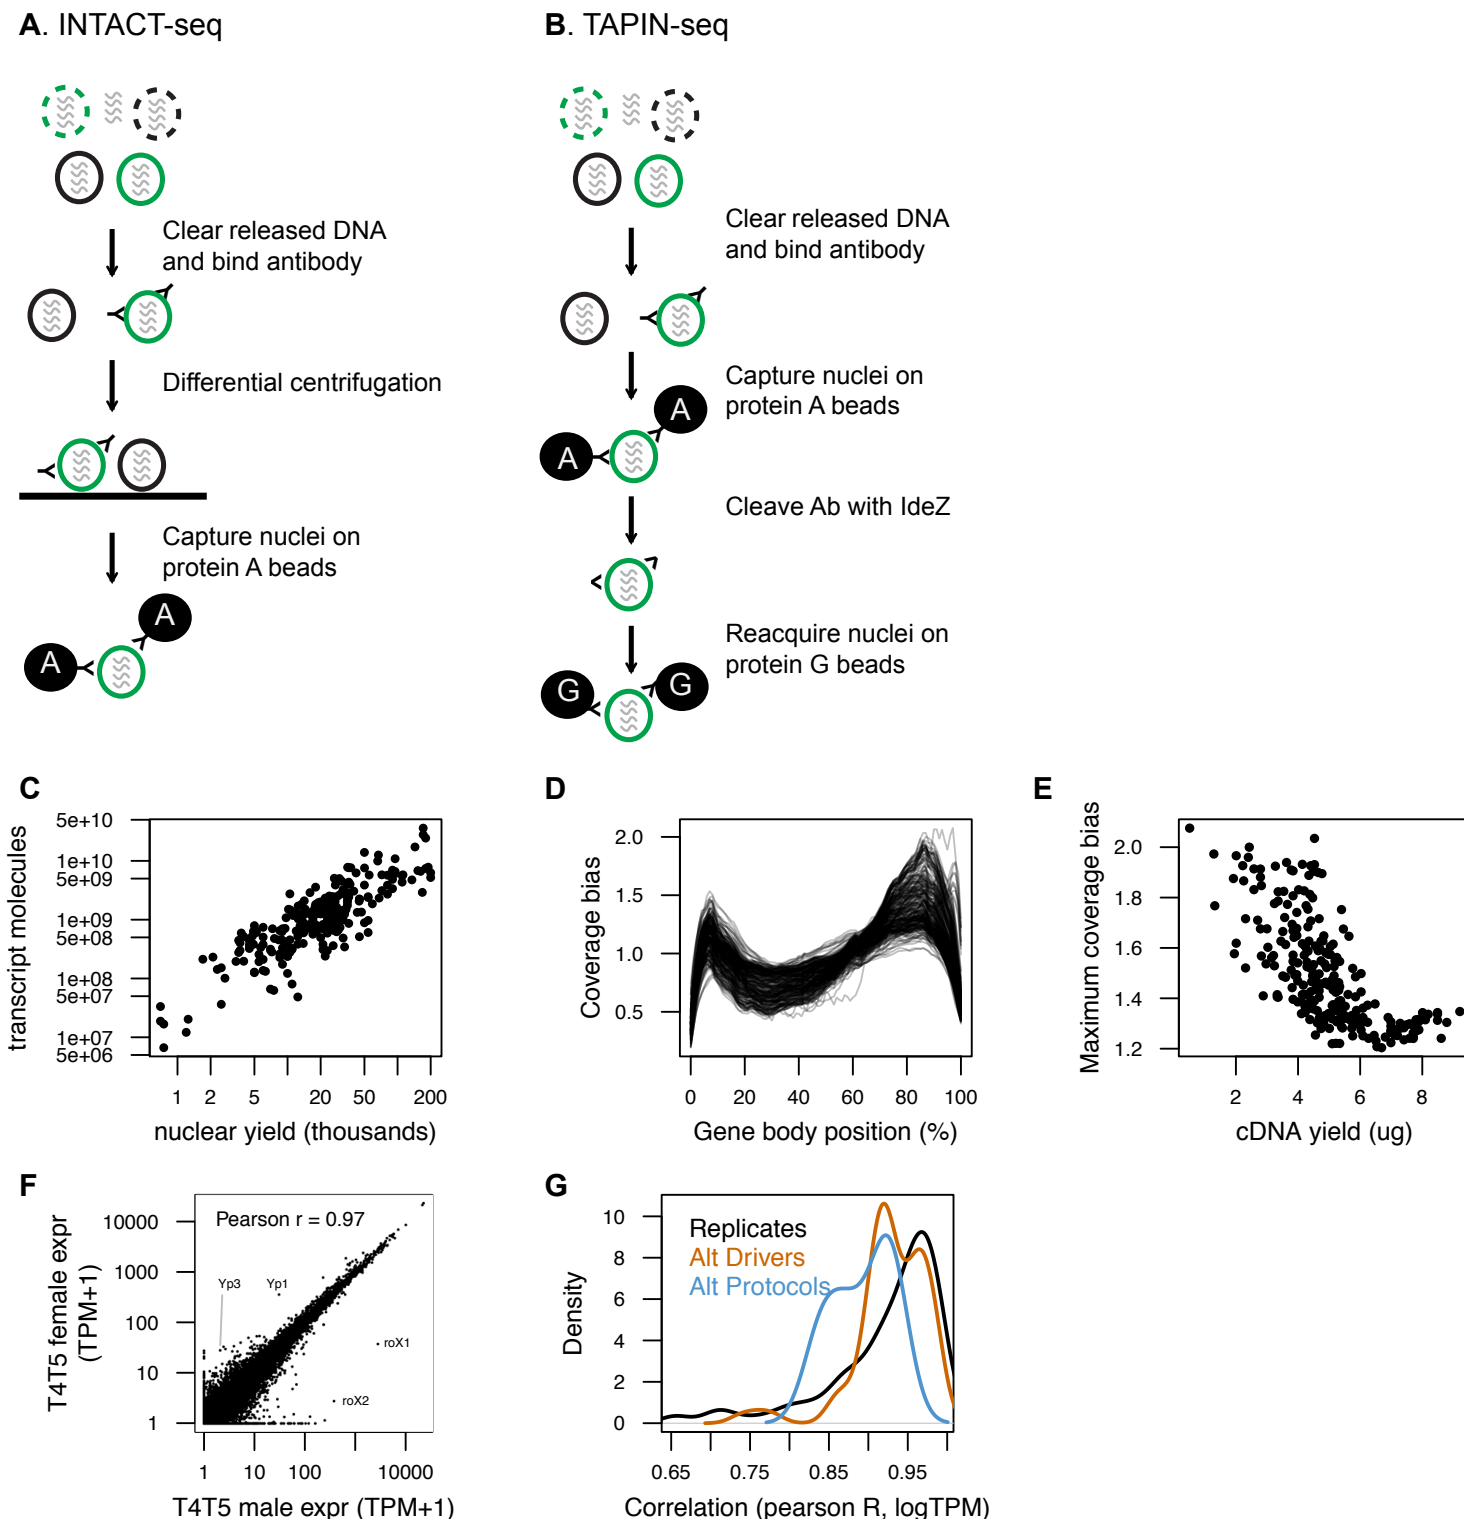 A. INTACT-seq
Clear released DNA
and bind antibody
Differential centrifugation
Capture nuclei on
protein A beads
A
A
B. TAPIN-seq
Clear released DNA
and bind antibody
Capture nuclei on
protein A beads
A
A
Cleave Ab with IdeZ
Reacquire nuclei on
protein G beads
G
G
C
transcript molecules
5e+10
1e+10
5e+09
1e+09
5e+08
1e+08
5e+07
1e+07
5e+06
1 2 5 20 50 200
nuclear yield (thousands)
D
Coverage bias
2.0
1.5
1.0
0.5
0 20 40 60 80 100
Gene body position (%)
E
Maximum coverage bias
2.0
1.8
1.6
1.4
1.2
2 4 6 8
cDNA yield (ug)
F
T4T5 female expr
(TPM+1)
10000
1000
100
10
1
Pearson r = 0.97
Yp3
Yp1
roX1
roX2
1 10 100 10000
T4T5 male expr (TPM+1)
G
Density
10
8
6
4
2
0
Replicates
Alt Drivers
Alt Protocols
0.65 0.75 0.85 0.95
Correlation (pearson R, logTPM)